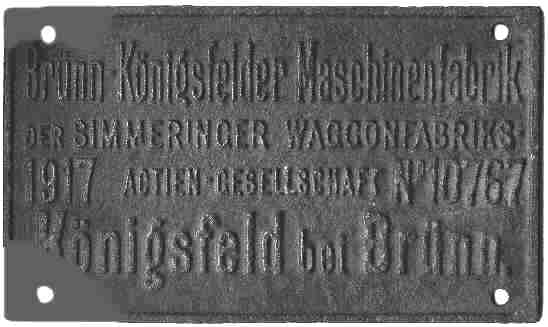 Brünn-Königsfelder Maschinenfabrik
DER SIMMERINGER WAGGONFABRIKS-
1917 ACTIEN-GESELLSCHAFT No 10767
Königsfeld bei Brünn.